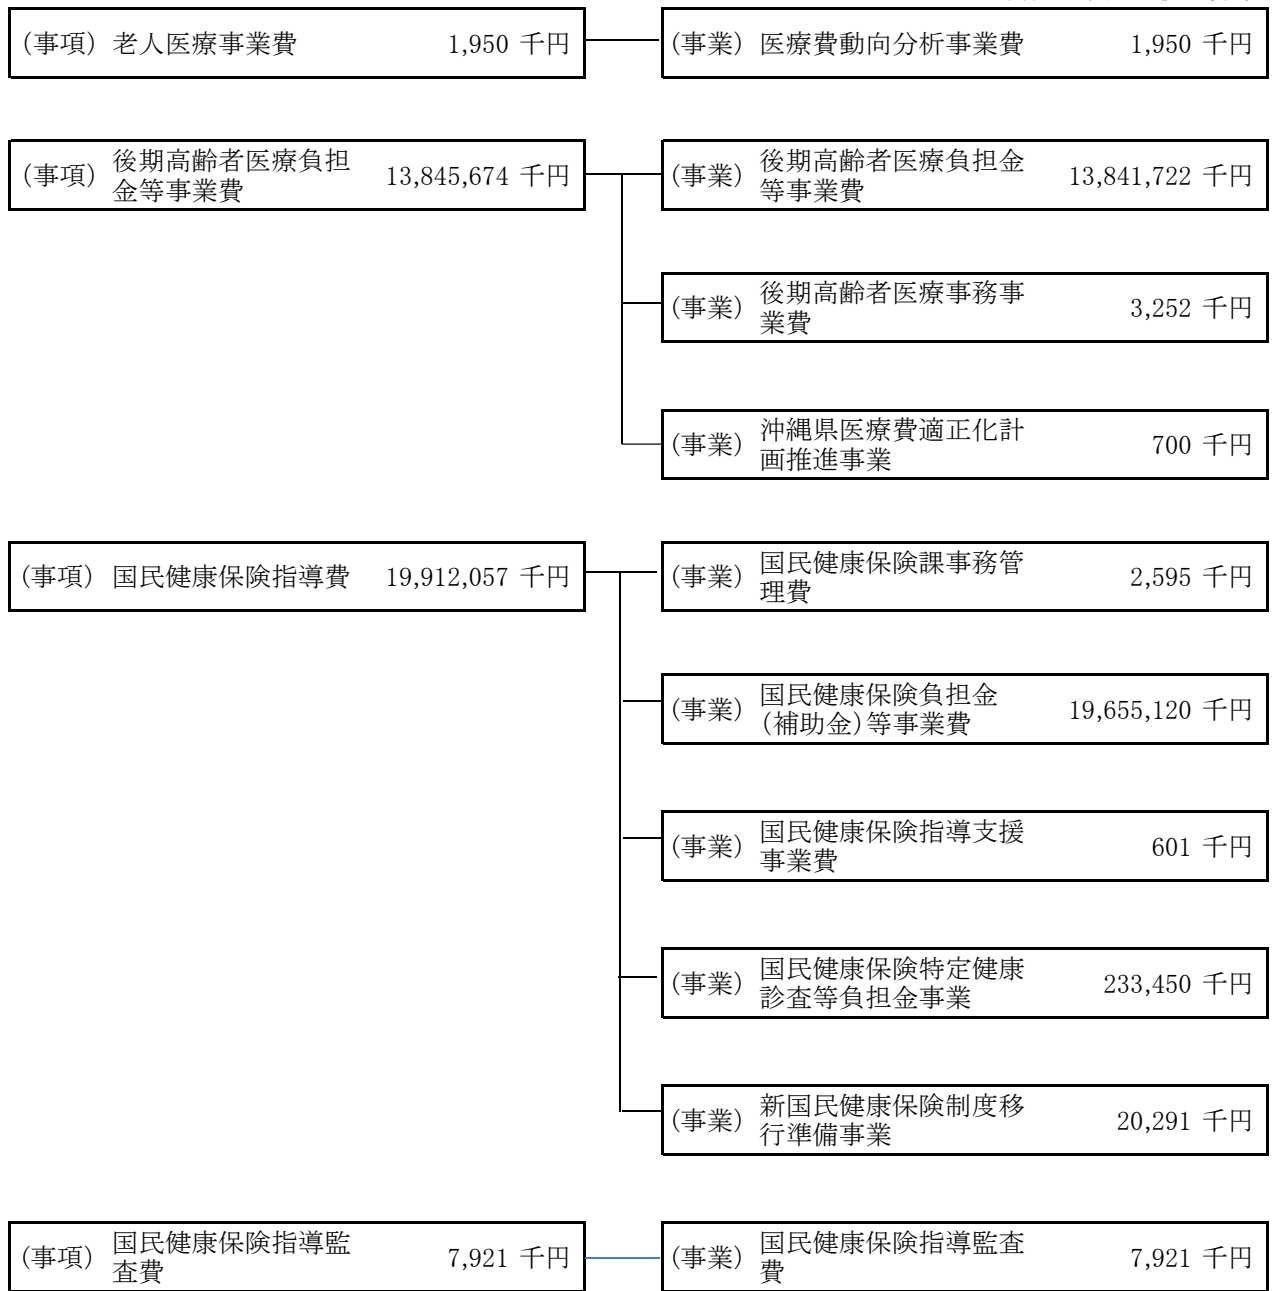 (事項) 老人医療事業費 1,950 千円 (事業) 医療費動向分析事業費 1,950 千円
(事項) 後期高齢者医療負担
金等事業費 13,845,674 千円
(事業) 後期高齢者医療負担金
等事業費 13,841,722 千円
(事業) 後期高齢者医療事務事
業費 3,252 千円
(事業) 沖縄県医療費適正化計
画推進事業 700 千円
(事項) 国民健康保険指導費 19,912,057 千円
(事業) 国民健康保険課事務管
理費 2,595 千円
(事業) 国民健康保険負担金
(補助金)等事業費 19,655,120 千円
(事業) 国民健康保険指導支援
事業費 601 千円
(事業) 国民健康保険特定健康
診査等負担金事業 233,450 千円
(事業) 新国民健康保険制度移
行準備事業 20,291 千円
(事項) 国民健康保険指導監
査費 7,921 千円
(事業) 国民健康保険指導監査
費 7,921 千円